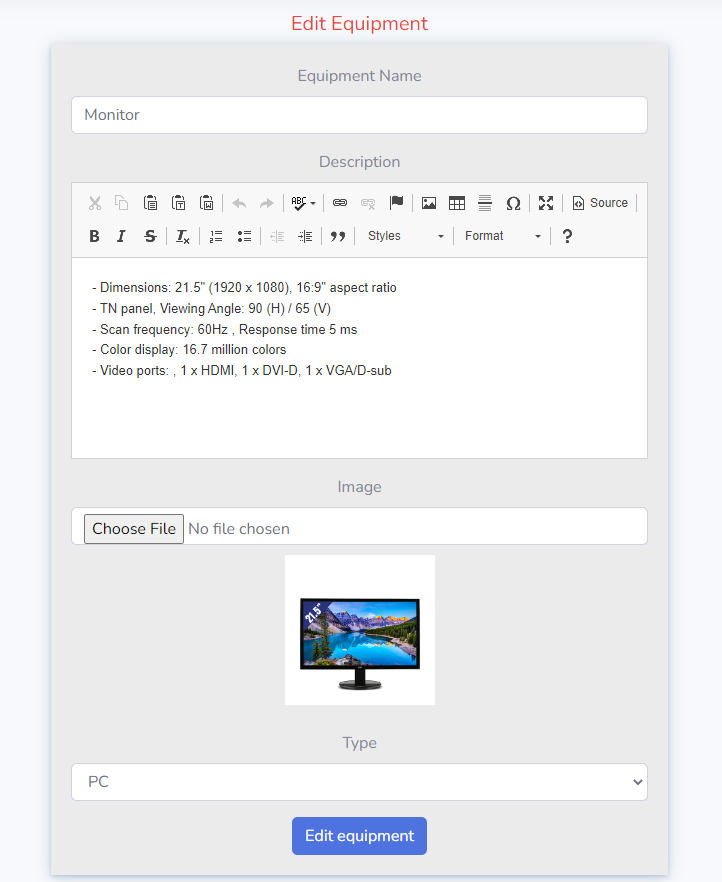 Edit Equipment
Equipment Name
Monitor
Description
ABC
Source
B I S Tx
Styles Format ?
- Dimensions: 21.5" (1920 x 1080), 16:9" aspect ratio
- TN panel, Viewing Angle: 90 (H) / 65 (V)
- Scan frequency: 60Hz , Response time 5 ms
- Color display: 16.7 million colors
- Video ports: , 1 x HDMI, 1 x DVI-D, 1 x VGA/D-sub
Image
Choose File No file chosen
21.5"
Type
PC
Edit equipment